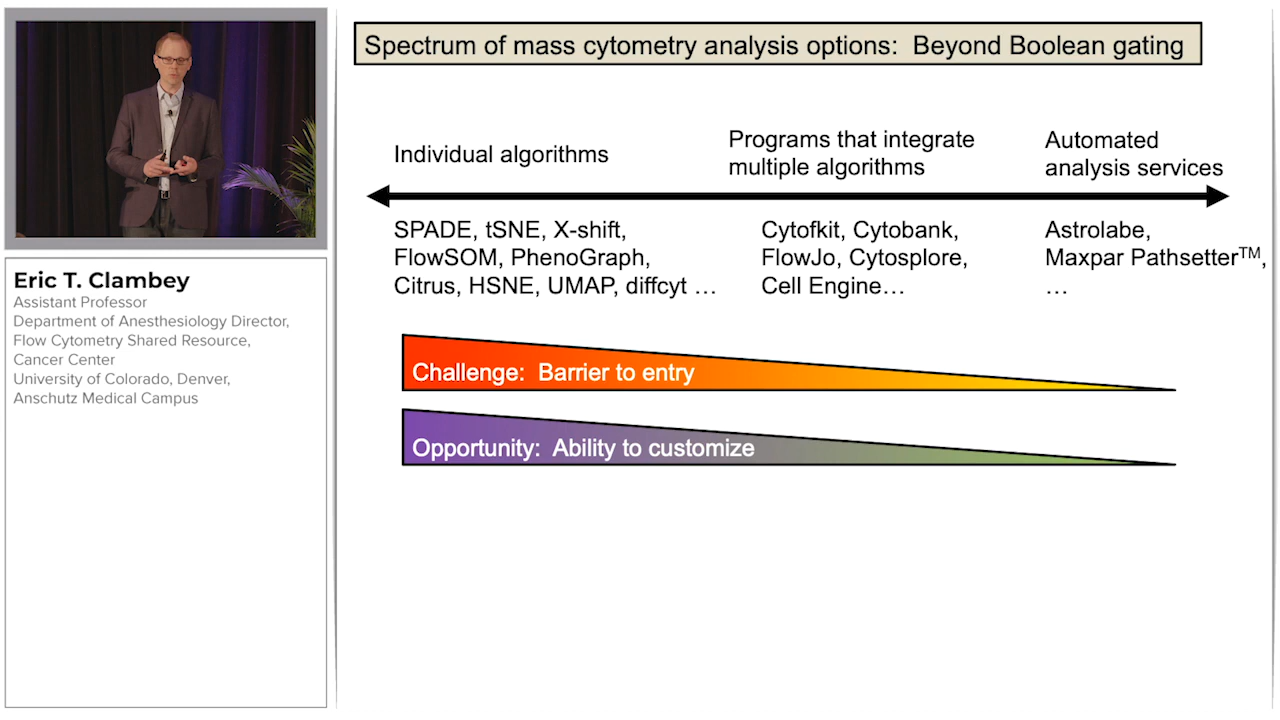 Eric T. Clambey
Assistant Professor
Department of Anesthesiology Director,
Flow Cytometry Shared Resource,
Cancer Center
University of Colorado, Denver,
Anschutz Medical Campus
Spectrum of mass cytometry analysis options:  Beyond Boolean gating
Individual algorithms
Programs that integrate
multiple algorithms
Automated
analysis services
SPADE, tSNE, X-shift,
FlowSOM, PhenoGraph,
Citrus, HSNE, UMAP, diffcyt …
Cytofkit, Cytobank,
FlowJo, Cytosplore,
Cell Engine…
Astrolabe,
Maxpar Pathsetter™,
…
Challenge:  Barrier to entry
Opportunity:  Ability to customize